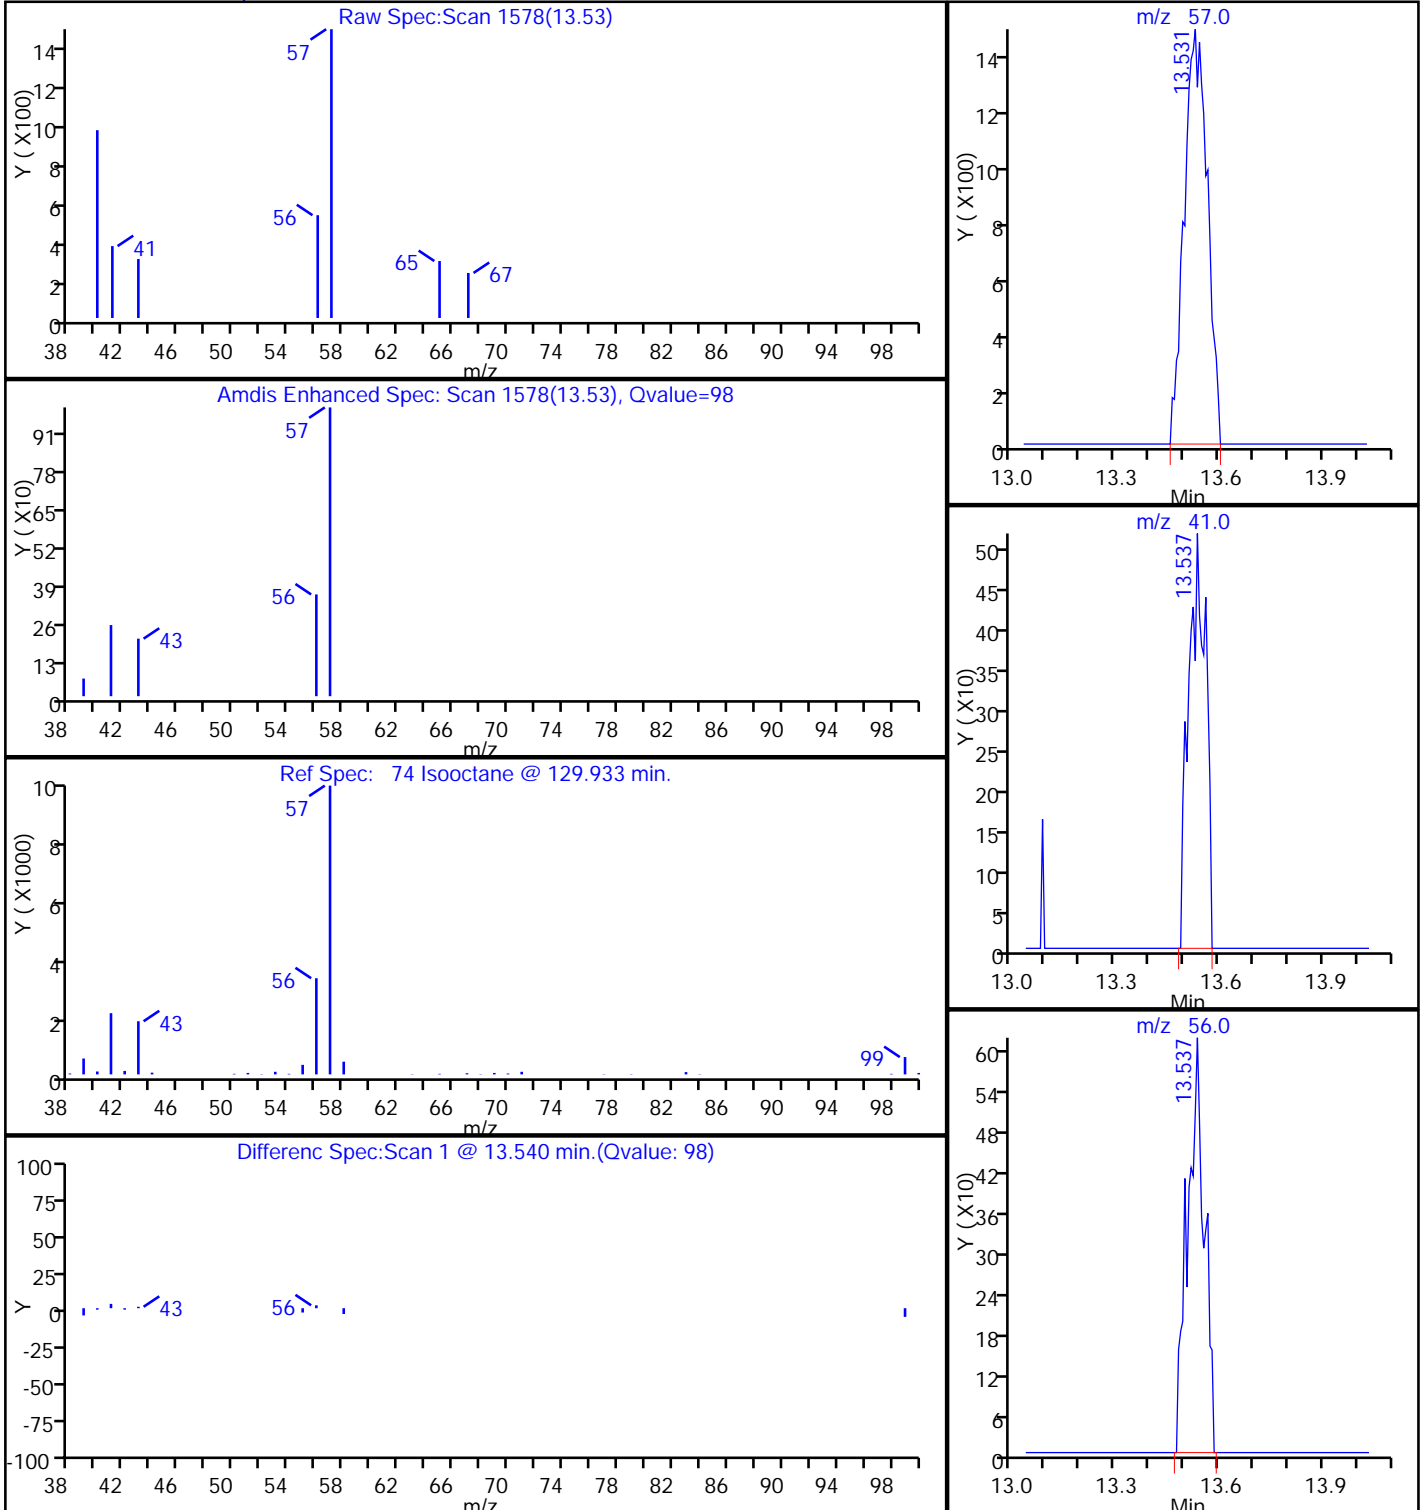 Raw Spec:Scan 1578(13.53)
Y ( X100)
14
12
10
8
6
4
2
0
57
56
41
65
67
38 42 46 50 54 58 62 66 70 74 78 82 86 90 94 98
m/z
Amdis Enhanced Spec: Scan 1578(13.53), Qvalue=98
Y ( X10)
91
78
65
52
39
26
13
0
57
56
43
38 42 46 50 54 58 62 66 70 74 78 82 86 90 94 98
m/z
Ref Spec: 74 Isooctane @ 129.933 min.
Y ( X1000)
10
8
6
4
2
0
57
56
43
99
38 42 46 50 54 58 62 66 70 74 78 82 86 90 94 98
m/z
Differenc Spec:Scan 1 @ 13.540 min.(Qvalue: 98)
Y
100
75
50
25
0
-25
-50
-75
-100
43
56
38 42 46 50 54 58 62 66 70 74 78 82 86 90 94 98
m/z
m/z 57.0
13.531
Y ( X100)
14
12
10
8
6
4
2
0
13.0 13.3 13.6 13.9
Min
m/z 41.0
13.537
Y ( X10)
50
45
40
35
30
25
20
15
10
5
0
13.0 13.3 13.6 13.9
Min
m/z 56.0
13.537
Y ( X10)
60
54
48
42
36
30
24
18
12
6
0
13.0 13.3 13.6 13.9
Min